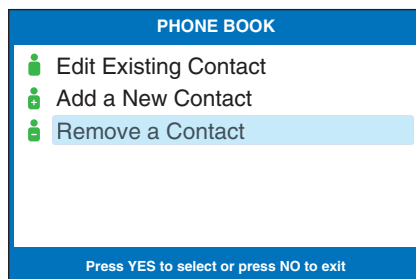 PHONE BOOK
Edit Existing Contact
Add a New Contact
Remove a Contact
Press YES to select or press NO to exit